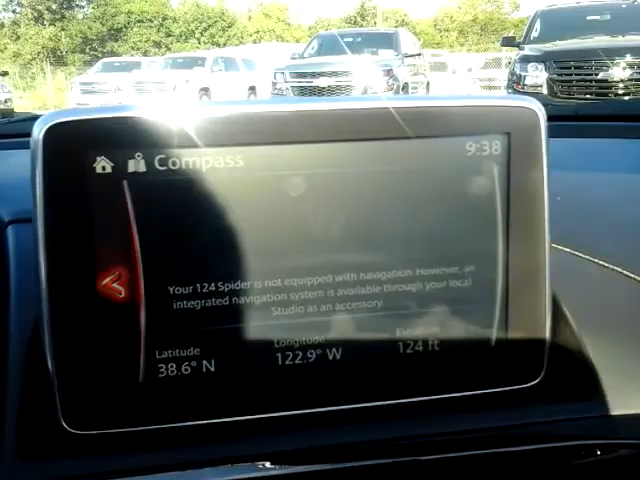 Compass
9:38
Your 124 Spider is not equipped with navigation. However, an
integrated navigation system is available through your local
Studio as an accessory
Latitude Longitude
38.6° N 122.9° W 124 ft